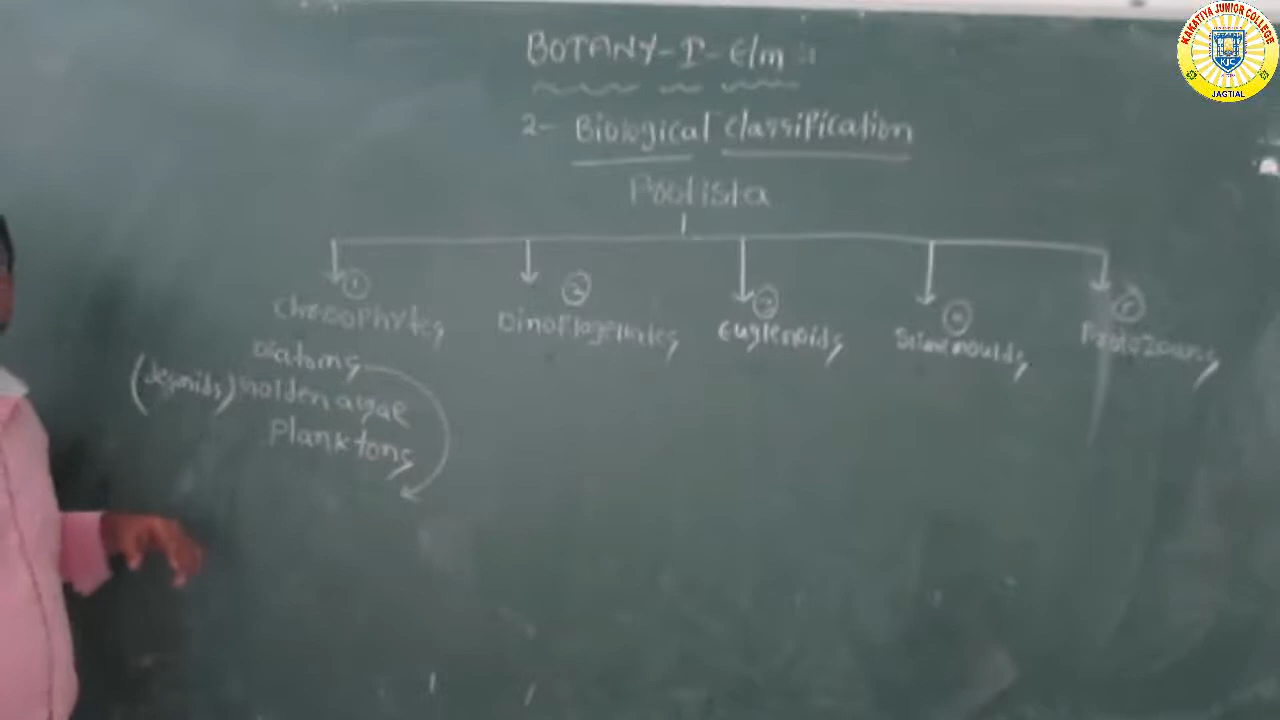 BOTANY-I-E/m
2- Biological classification
Protista
① ② ③ ④ ⑤
Chrysophytes Dinoflagellates Euglenoids Slime moulds Protozoans
Diatoms
(desmids) Golden algae
Planktons
KAKATIYA JUNIOR COLLEGE
KJC
JAGTIAL